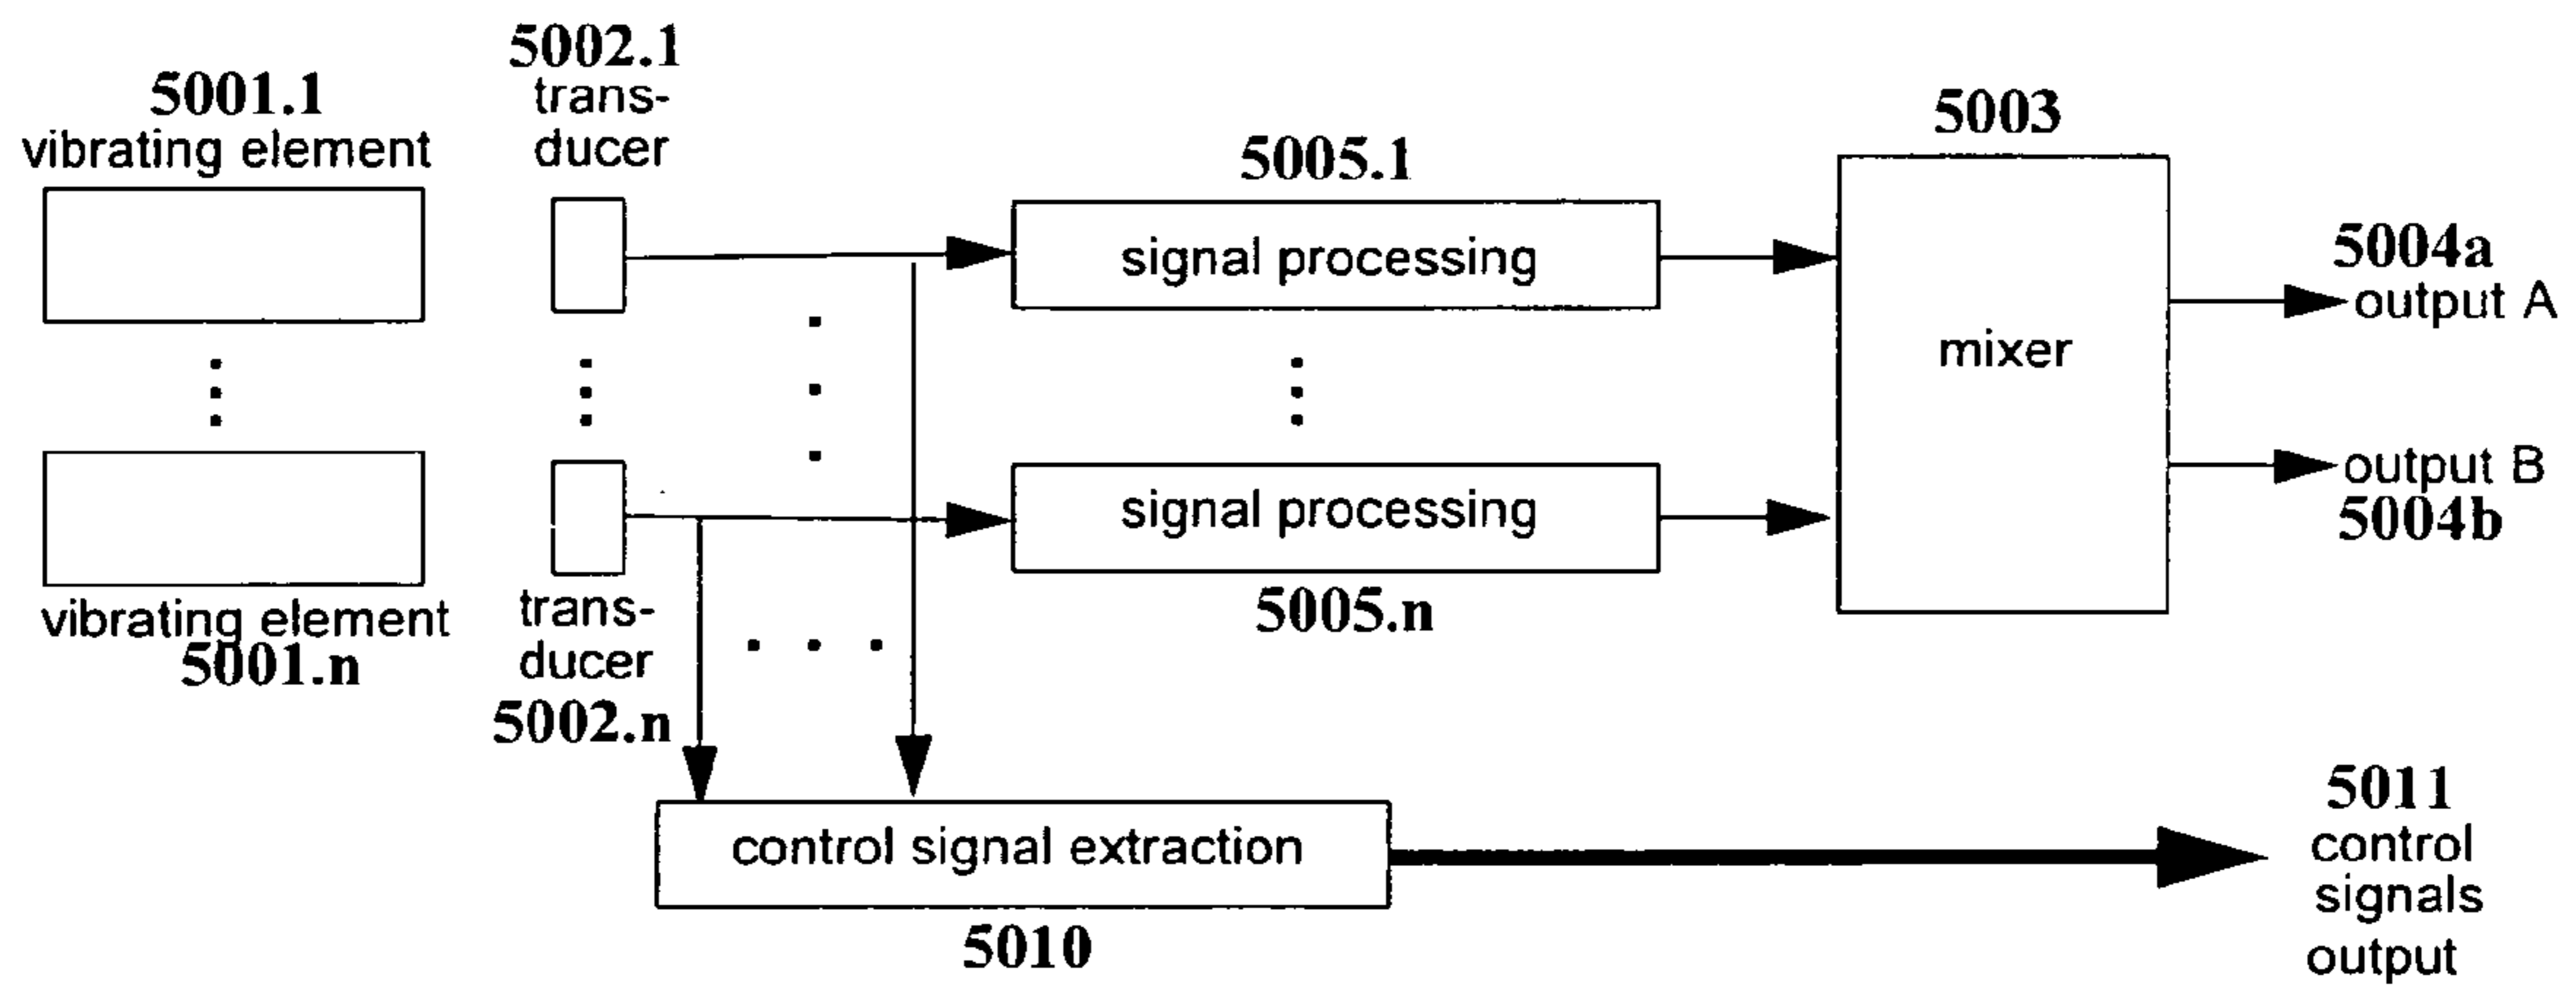 5001.1
vibrating element
5002.1
trans-
ducer
5005.1
signal processing
5003
mixer
5004a
output A
output B
5004b
signal processing
5005.n
vibrating element
5001.n
trans-
ducer
5002.n
control signal extraction
5010
5011
control
signals
output